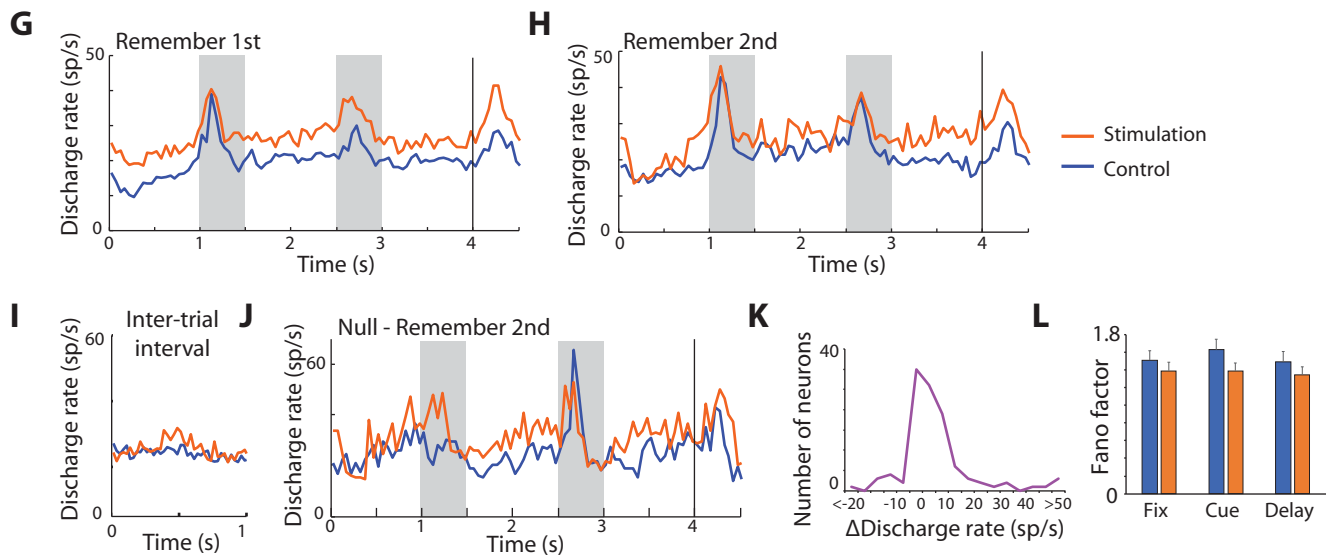 G
Remember 1st
50
0
Discharge rate (sp/s)
0 1 2 3 4
Time (s)
H
Remember 2nd
50
0
Discharge rate (sp/s)
0 1 2 3 4
Time (s)
Stimulation
Control
I
Inter-trial
interval
60
0
Discharge rate (sp/s)
0 1
Time (s)
J
Null - Remember 2nd
60
0
Discharge rate (sp/s)
0 1 2 3 4
Time (s)
K
40
0
Number of neurons
<-20 0 20 40 >50
ΔDischarge rate (sp/s)
L
1.8
0
Fano factor
Fix Cue Delay